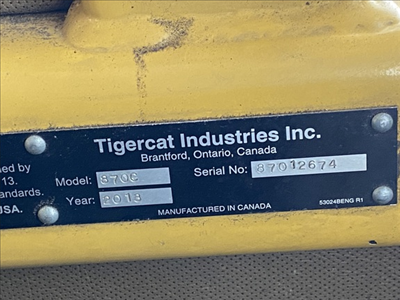 Tigercat Industries Inc.
Brantford, Ontario, Canada
ed by
13.
andards.
USA.
Model: 870C
Serial No: 87012674
Year: 2013
MANUFACTURED IN CANADA
53024BENG R1